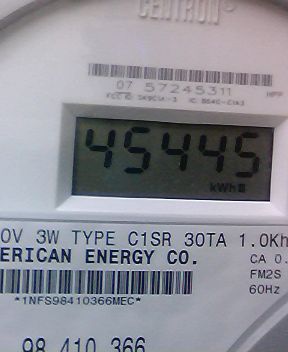 CENTRON®
07 57245311
HPP
45445
kWh
0V 3W TYPE C1SR 30TA 1.0Kh
ERICAN ENERGY CO.
CA 0.
FM2S
60Hz
*1NFS98410366MEC*
98 410 366